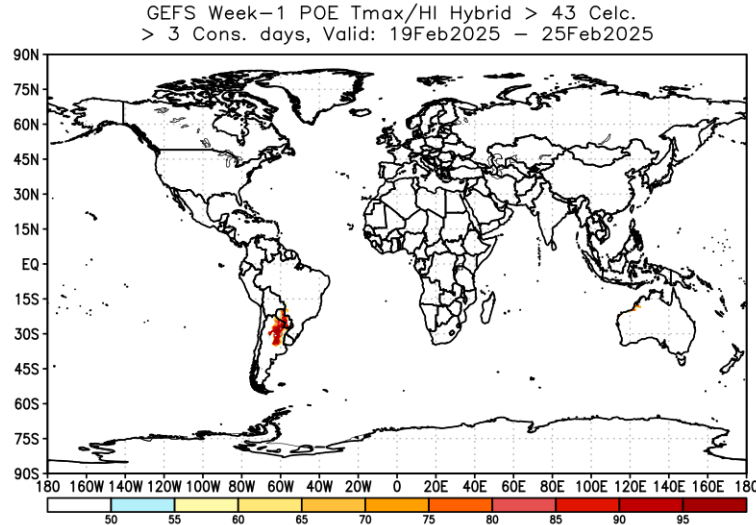 GEFS Week-1 POE Tmax/HI Hybrid > 43 Celc.
> 3 Cons. days, Valid: 19Feb2025 - 25Feb2025
90N
75N
60N
45N
30N
15N
EQ
15S
30S
45S
60S
75S
90S
180 160W 140W 120W 100W 80W 60W 40W 20W 0 20E 40E 60E 80E 100E 120E 140E 160E 180
50 55 60 65 70 75 80 85 90 95